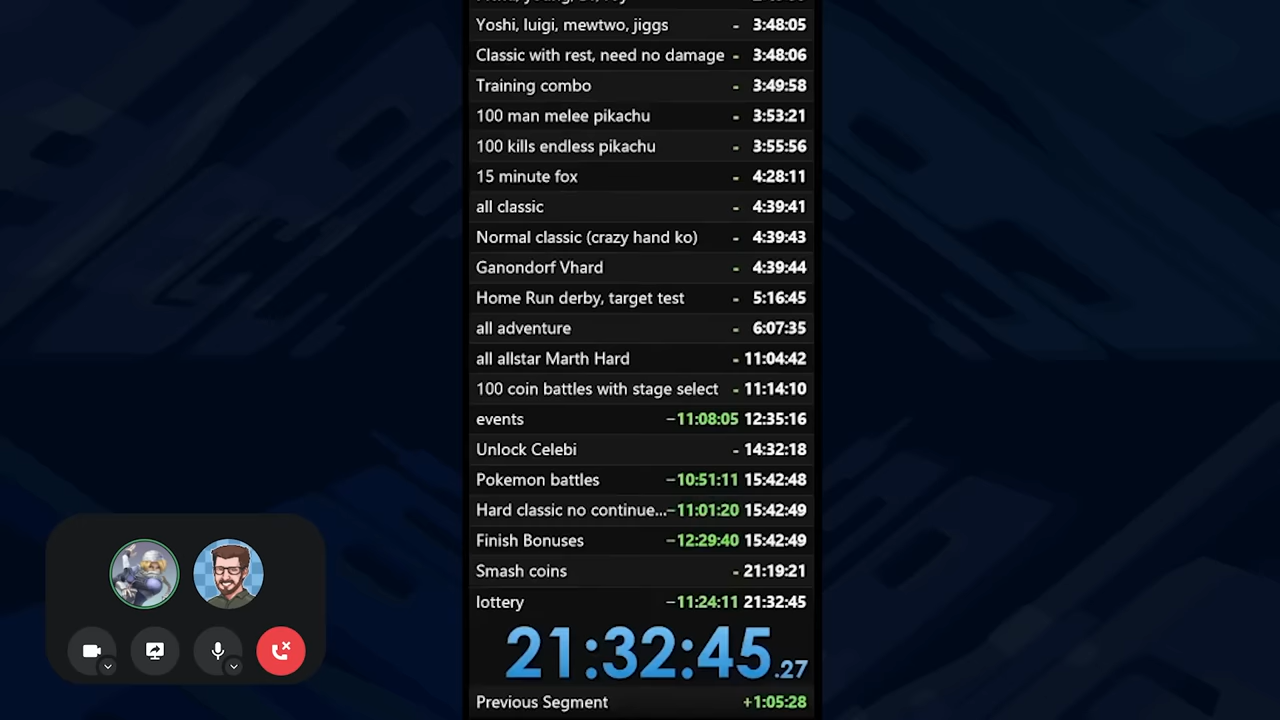 Yoshi, luigi, mewtwo, jiggs - 3:48:05
Classic with rest, need no damage - 3:48:06
Training combo - 3:49:58
100 man melee pikachu - 3:53:21
100 kills endless pikachu - 3:55:56
15 minute fox - 4:28:11
all classic - 4:39:41
Normal classic (crazy hand ko) - 4:39:43
Ganondorf Vhard - 4:39:44
Home Run derby, target test - 5:16:45
all adventure - 6:07:35
all allstar Marth Hard - 11:04:42
100 coin battles with stage select - 11:14:10
events −11:08:05 12:35:16
Unlock Celebi - 14:32:18
Pokemon battles −10:51:11 15:42:48
Hard classic no continue...−11:01:20 15:42:49
Finish Bonuses −12:29:40 15:42:49
Smash coins - 21:19:21
lottery −11:24:11 21:32:45
21:32:45.27
Previous Segment +1:05:28